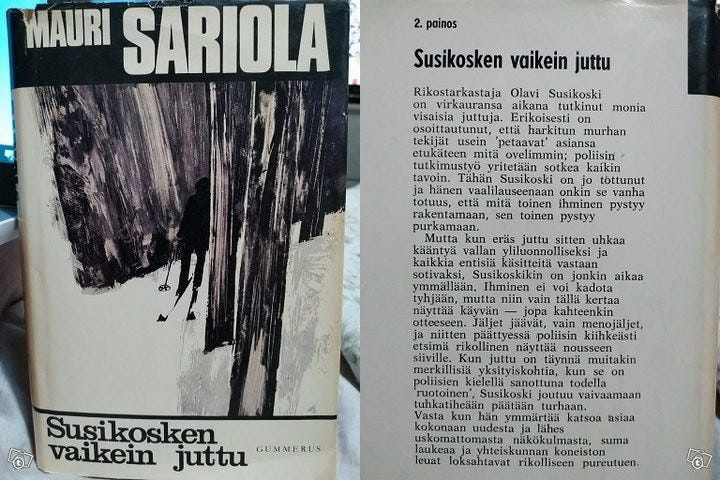 MAURI SARIOLA
Susikosken
vaikein juttu
GUMMERUS
2. painos
Susikosken vaikein juttu
Rikostarkastaja Olavi Susikoski
on virkauransa aikana tutkinut monia
visaisia juttuja. Erikoisesti on
osoittautunut, että harkitun murhan
tekijät usein 'petaavat' asiansa
etukäteen mitä ovelimmin; poliisin
tutkimustyö yritetään sotkea kaikin
tavoin. Tähän Susikoski on jo töttunut
ja hänen vaalilauseenaan onkin se vanha
totuus, että mitä toinen ihminen pystyy
rakentamaan, sen toinen pystyy
purkamaan.
Mutta kun eräs juttu sitten uhkaa
kääntyä vallan yliluonnolliseksi ja
kaikkia entisiä käsitteitä vastaan
sotivaksi, Susikoskikin on jonkin aikaa
ymmällään. Ihminen ei voi kadota
tyhjään, mutta niin vain tällä kertaa
näyttää käyvän — jopa kahteenkin
otteeseen. Jäljet jäävät, vain menojäljet,
ja niitten päättyessä poliisin kiihkeästi
etsimä rikollinen näyttää nousseen
siiville. Kun juttu on täynnä muitakin
merkillisiä yksityiskohtia, kun se on
poliisien kielellä sanottuna todella
'ruotoinen', Susikoski joutuu vaivaamaan
tuhkatiheään päätään turhaan.
Vasta kun hän ymmärtää katsoa asiaa
kokonaan uudesta ja lähes
uskomattomasta näkökulmasta, suma
laukeaa ja yhteiskunnan koneiston
leuat loksahtavat rikolliseen pureutuen.